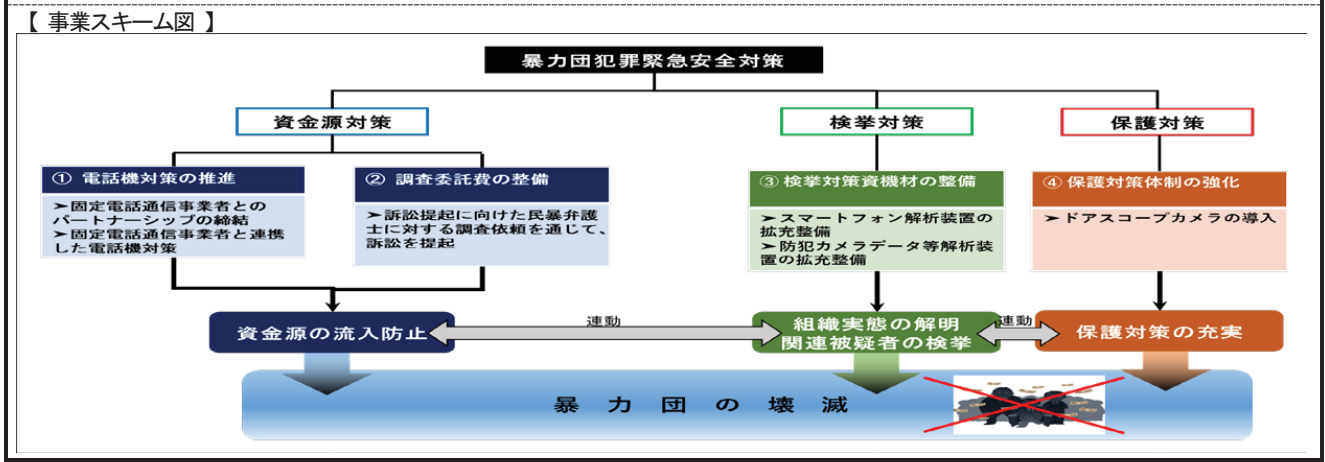 【 事業スキーム図 】
暴力団犯罪緊急安全対策
資金源対策
検挙対策
保護対策
① 電話機対策の推進
➢固定電話通信事業者との
パートナーシップの締結
➢固定電話通信事業者と連携
した電話機対策
② 調査委託費の整備
➢訴訟提起に向けた民暴弁護
士に対する調査依頼を通じて、
訴訟を提起
③検挙対策資機材の整備
➢スマートフォン解析装置の
拡充整備
➢防犯カメラデータ等解析装
置の拡充整備
④保護対策体制の強化
➢ドアスコープカメラの導入
資金源の流入防止
連動
組織実態の解明
関連被疑者の検挙
連動
保護対策の充実
暴力団の壊滅